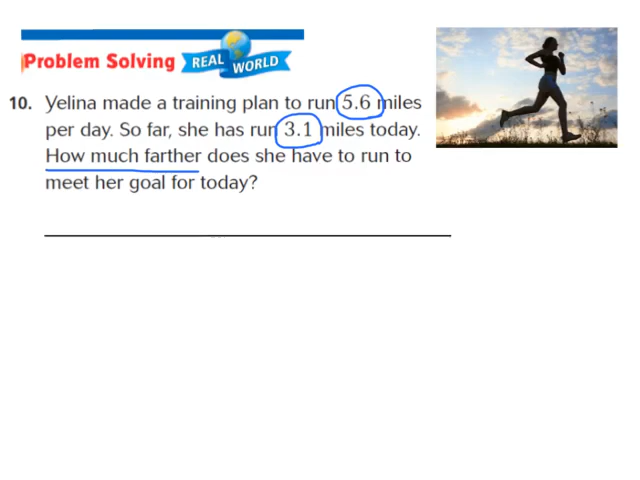 Problem Solving REAL WORLD
10. Yelina made a training plan to run 5.6 miles
per day. So far, she has run 3.1 miles today.
How much farther does she have to run to
meet her goal for today?